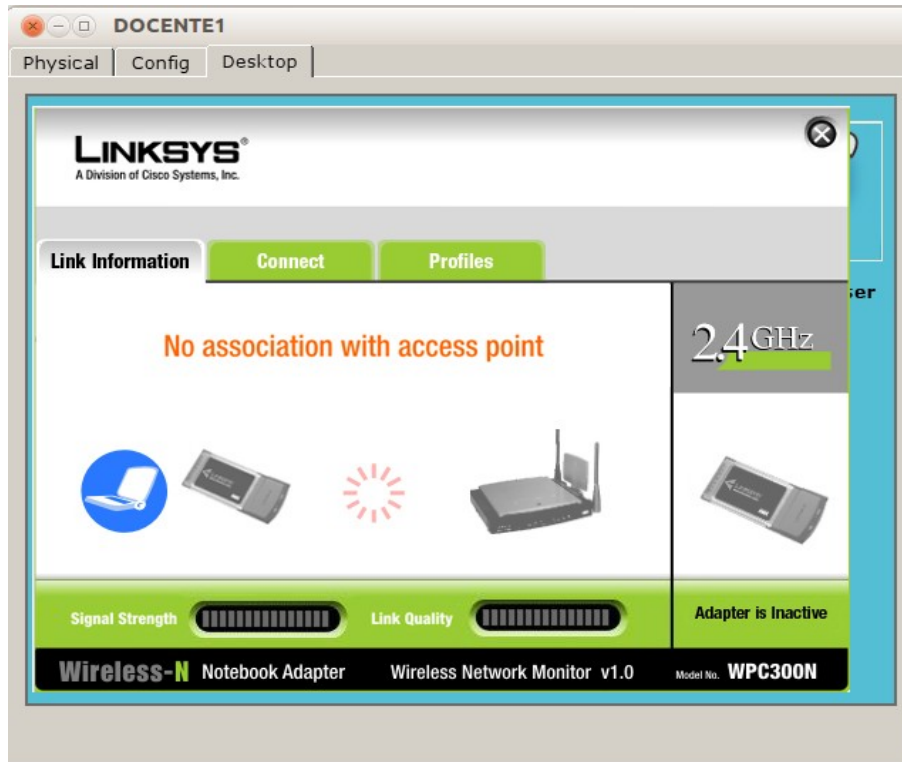 DOCENTE1
Physical Config Desktop
LINKSYS®
A Division of Cisco Systems, Inc.
Link Information Connect Profiles
ser
No association with access point
2.4GHz
Signal Strength Link Quality Adapter is Inactive
Wireless-N Notebook Adapter Wireless Network Monitor v1.0 Model No. WPC300N